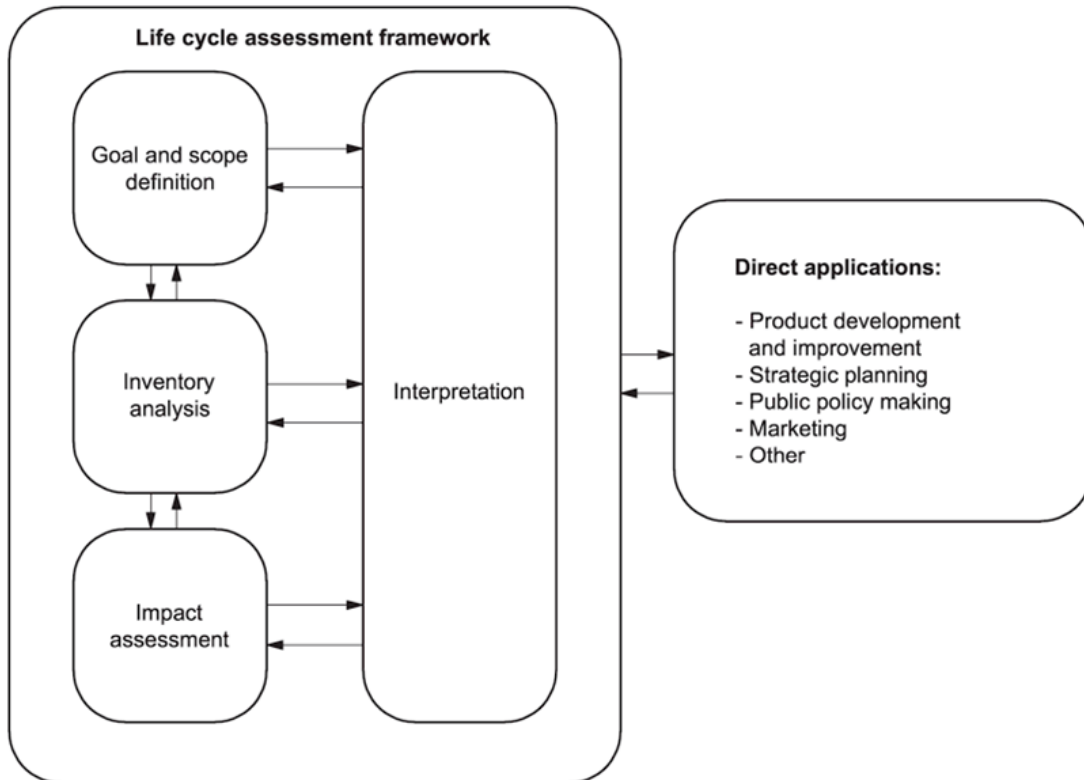 Life cycle assessment framework
Goal and scope
definition
Inventory
analysis
Impact
assessment
Interpretation
Direct applications:
- Product development
and improvement
- Strategic planning
- Public policy making
- Marketing
- Other